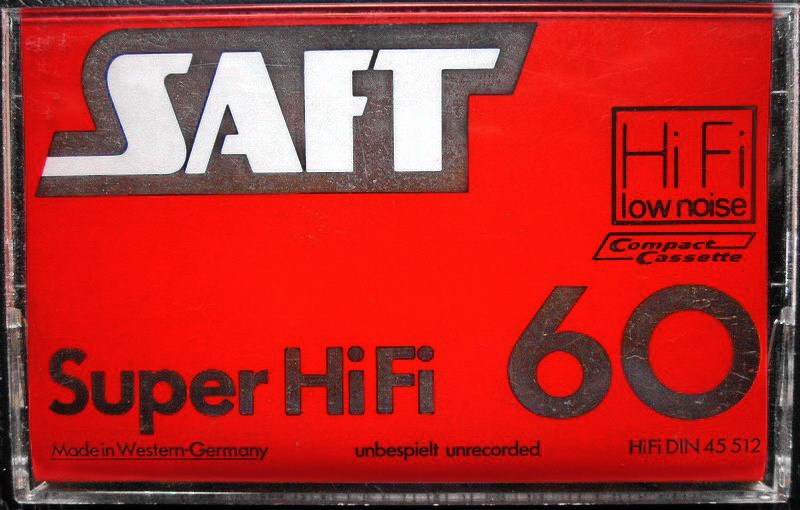 SAFT
Hi Fi
low noise
Compact
Cassette
60
Super HiFi
Made in Western-Germany
unbespielt unrecorded
HiFi DIN 45 512